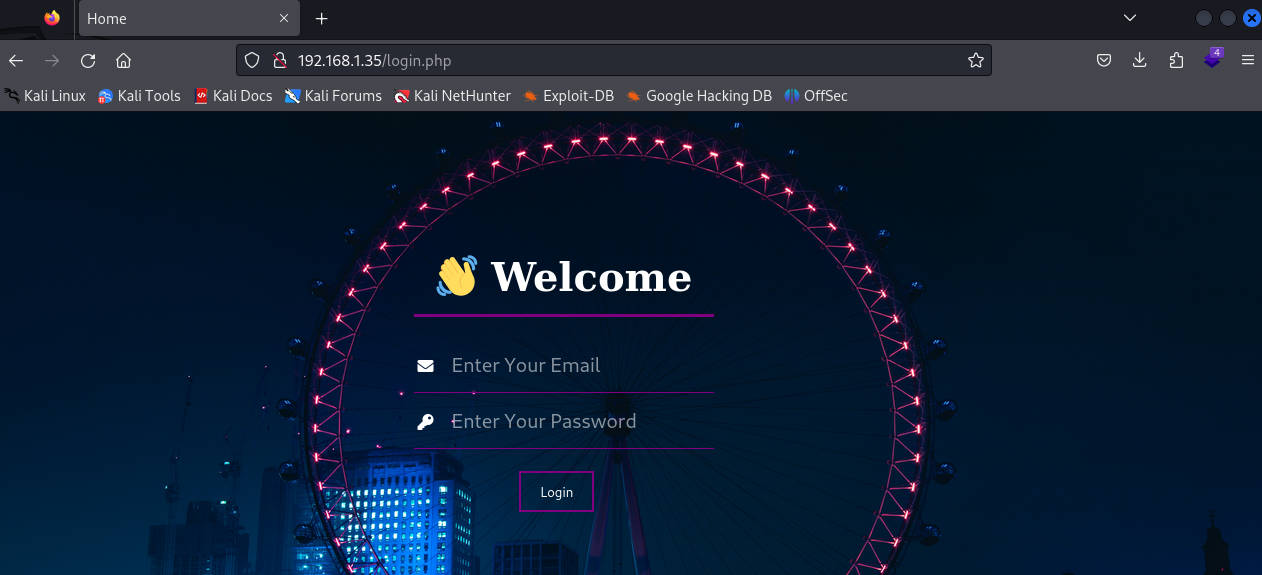 Home
192.168.1.35/login.php
4
Kali Linux Kali Tools Kali Docs Kali Forums Kali NetHunter Exploit-DB Google Hacking DB OffSec
👋 Welcome
Enter Your Email
Enter Your Password
Login